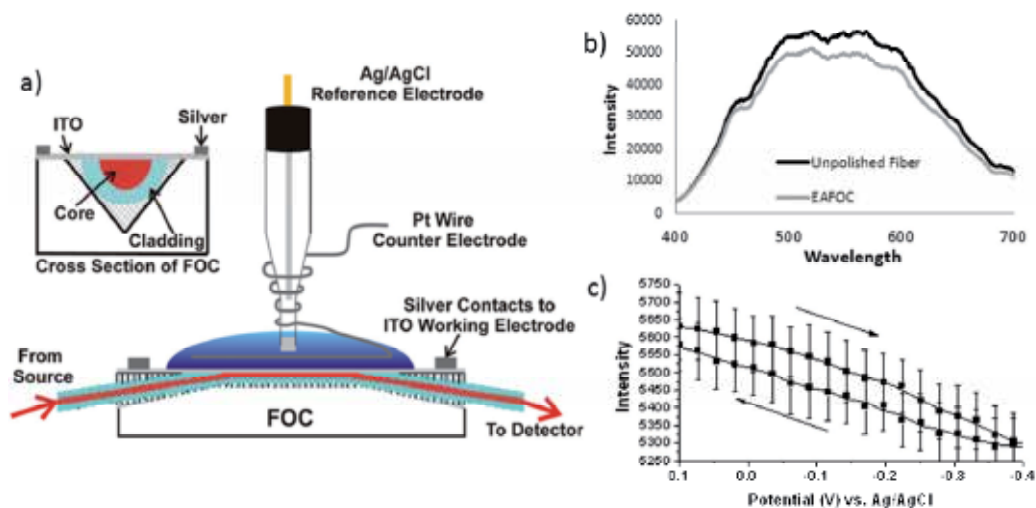 a)
Ag/AgCl
Reference Electrode
ITO
Silver
Core
Cladding
Cross Section of FOC
Pt Wire
Counter Electrode
Silver Contacts to
ITO Working Electrode
From
Source
FOC
To Detector
b)
Intensity
60000
50000
40000
30000
20000
10000
0
Unpolished Fiber
EAFOC
400
500
600
700
Wavelength
c)
Intensity
5750
5700
5650
5600
5550
5500
5450
5400
5350
5300
5250
0.1
0.0
-0.1
-0.2
-0.3
-0.4
Potential (V) vs. Ag/AgCl